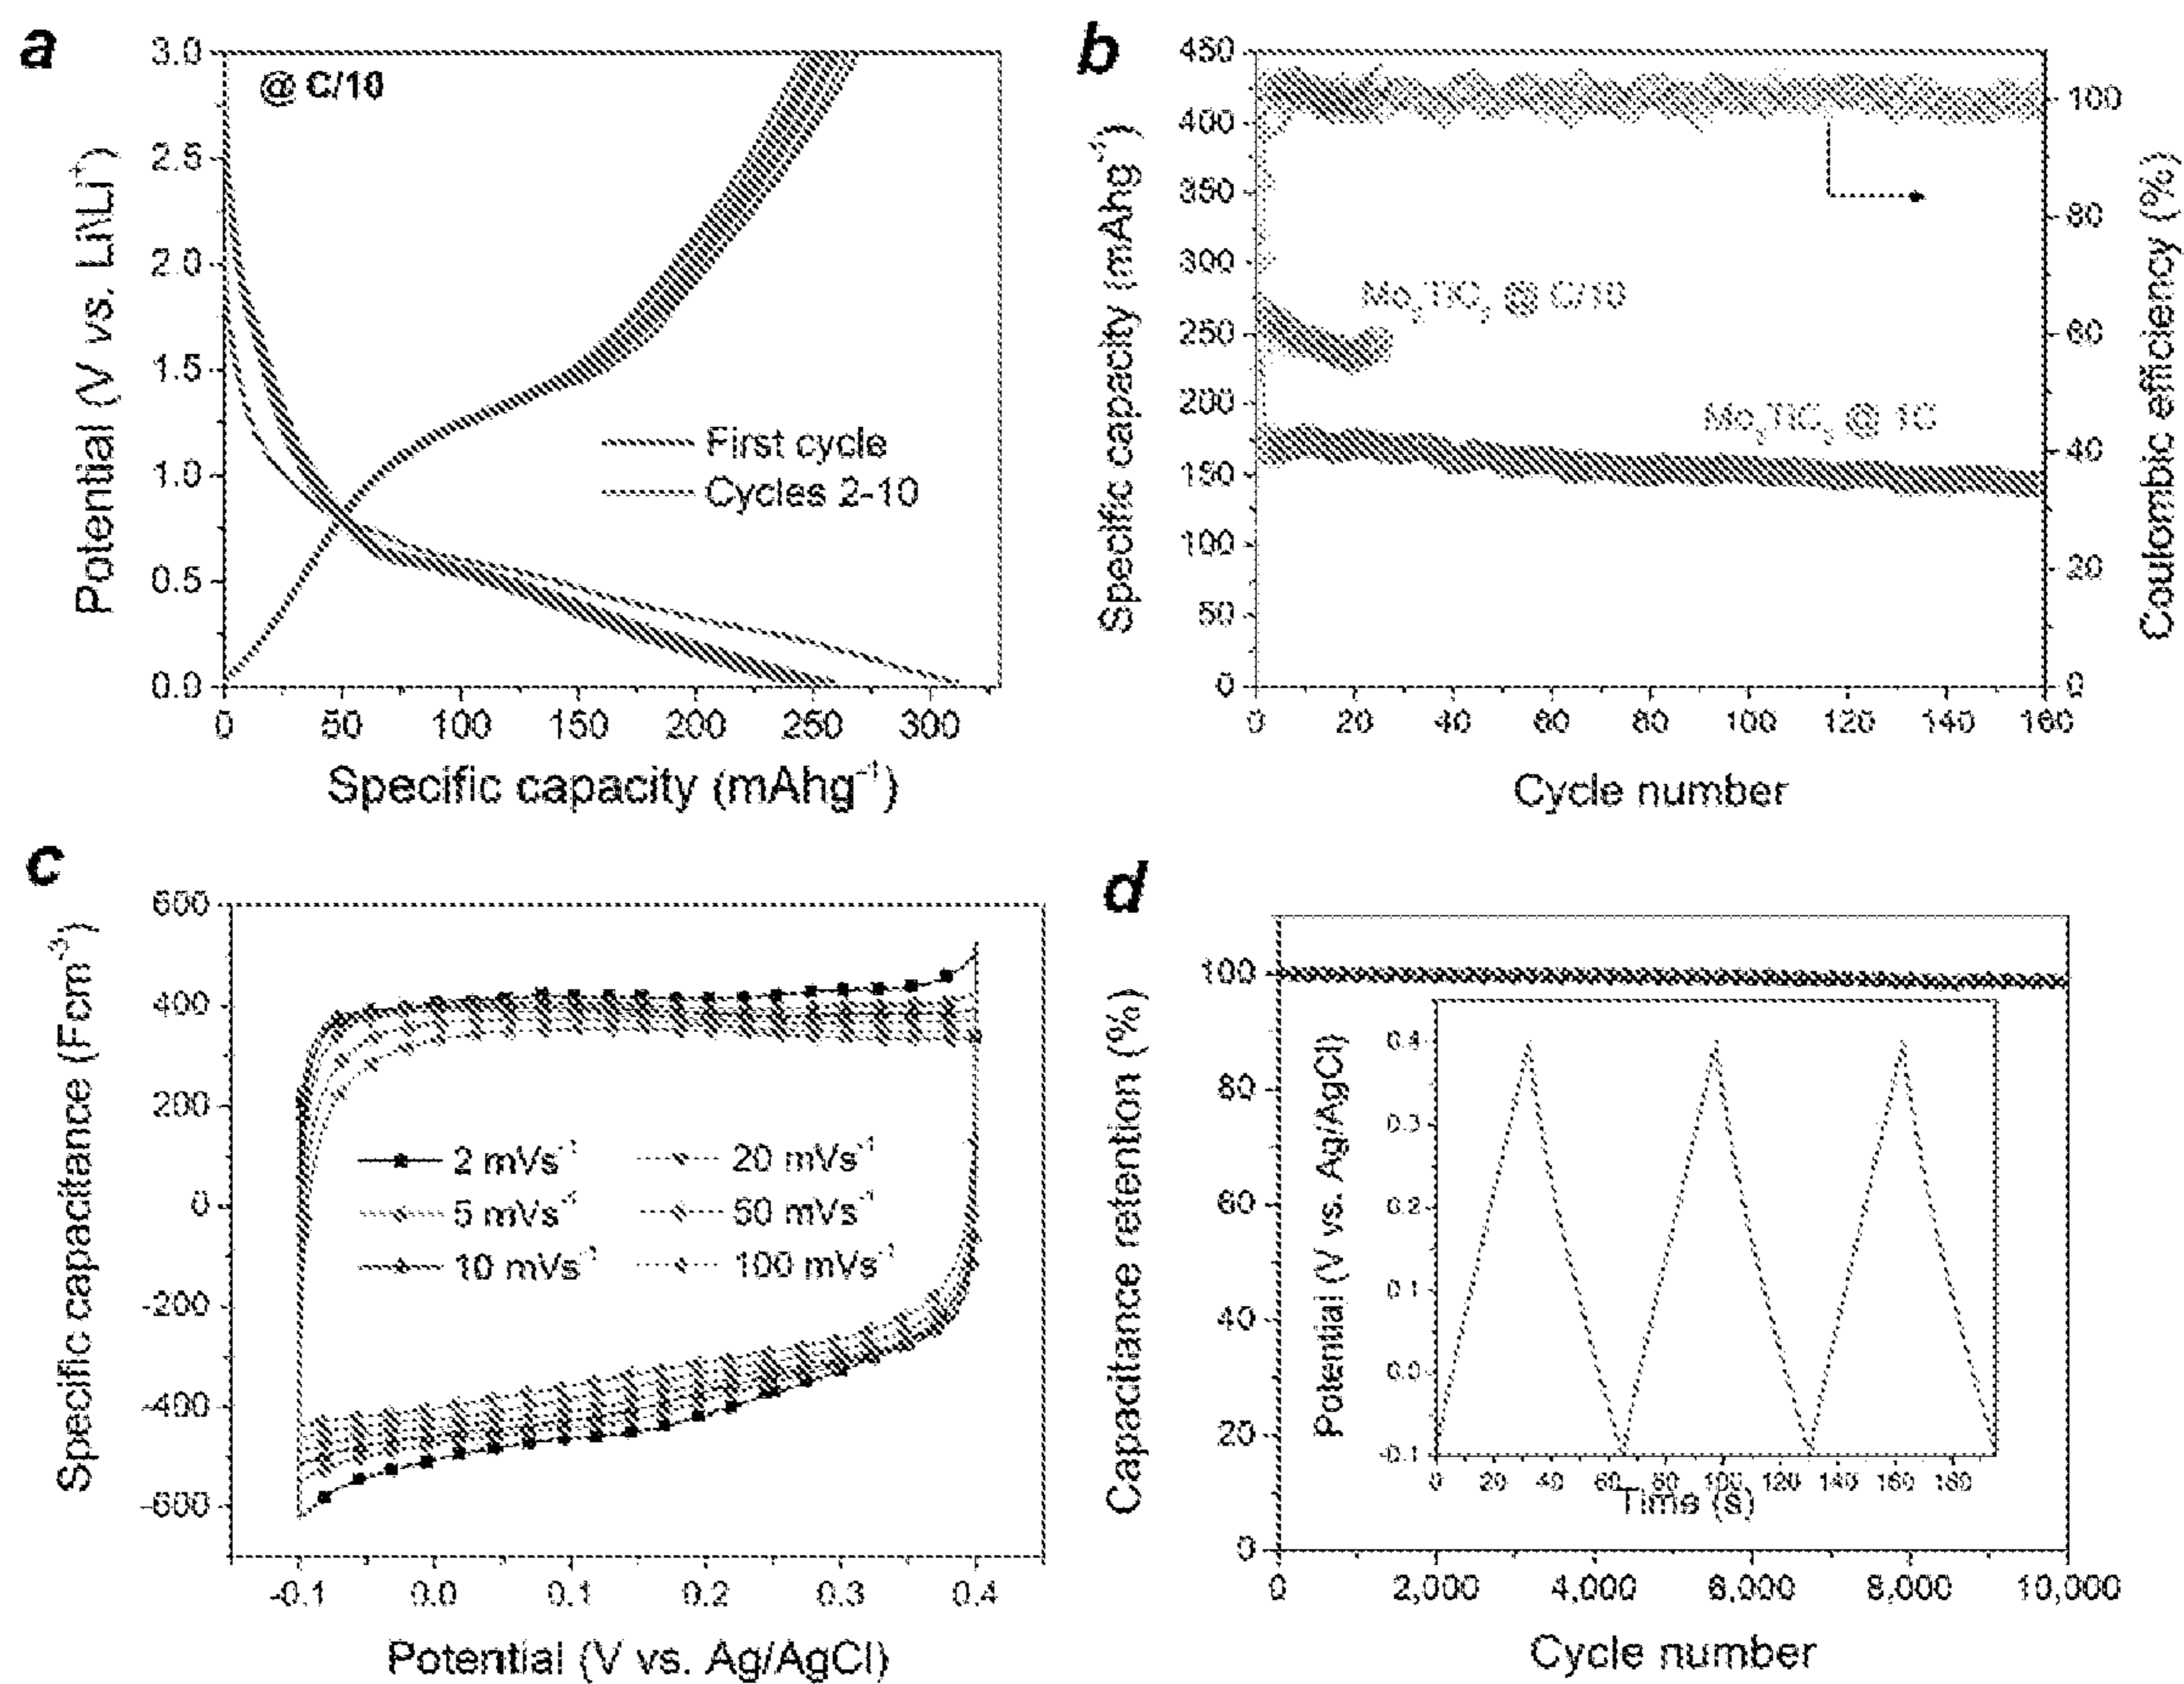 a
@ C/10
Potential (V vs. Li\Li⁺)
3.0
2.5
2.0
1.5
1.0
0.5
0.0
First cycle
Cycles 2-10
0 50 100 150 200 250 300
Specific capacity (mAhg⁻¹)
b
Specific capacity (mAhg⁻¹)
450
400
350
300
250
200
150
100
50
0
Mo₂TiC₂ @ C/10
Mo₂TiC₂ @ 1C
100
80
60
40
20
0
Coulombic efficiency (%)
0 20 40 60 80 100 120 140 160
Cycle number
c
Specific capacitance (Fcm⁻³)
600
400
200
0
-200
-400
-600
2 mVs⁻¹ 20 mVs⁻¹
5 mVs⁻¹ 50 mVs⁻¹
10 mVs⁻¹ 100 mVs⁻¹
-0.1 0.0 0.1 0.2 0.3 0.4
Potential (V vs. Ag/AgCl)
d
Capacitance retention (%)
100
80
60
40
20
0
Potential (V vs. Ag/AgCl)
0.4
0.3
0.2
0.1
0.0
-0.1
0 20 40 60 80 100 120 140 160 180
Time (s)
0 2,000 4,000 6,000 8,000 10,000
Cycle number